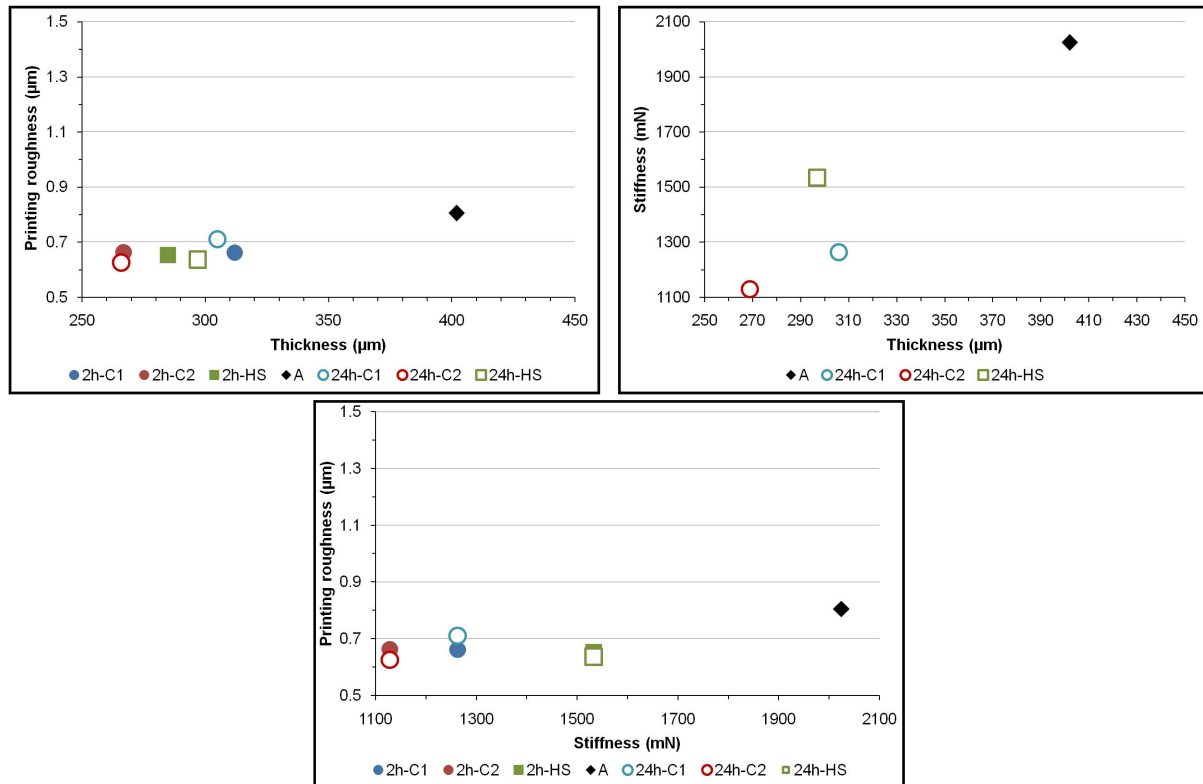 1.5
1.3
1.1
0.9
0.7
0.5
Printing roughness (µm)
250 300 350 400 450
Thickness (µm)
2h-C1 2h-C2 2h-HS A 24h-C1 24h-C2 24h-HS
2100
1900
1700
1500
1300
1100
Stiffness (mN)
250 270 290 310 330 350 370 390 410 430 450
Thickness (µm)
A 24h-C1 24h-C2 24h-HS
1.5
1.3
1.1
0.9
0.7
0.5
Printing roughness (µm)
1100 1300 1500 1700 1900 2100
Stiffness (mN)
2h-C1 2h-C2 2h-HS A 24h-C1 24h-C2 24h-HS